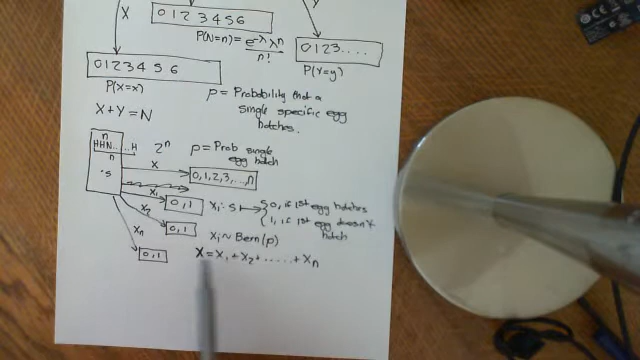 X
Y
0 1 2 3 4 5 6
P(N=n) = e^-λ λ^n / n!
0 1 2 3 . . . .
P(Y=y)
0 1 2 3 4 5 6
P(X=x)
p = Probability that a
single specific egg
hatches.
X+Y=N
n
HHN....H
n
.s
2^n
p = Prob single
egg hatch
X
0,1,2,3,...,n
X1
0,1
X1: S ↦ { 0, if 1st egg hatches
1, if 1st egg doesn't
hatch
X2
0,1
Xi ~ Bern(p)
Xn
0,1
X = X1 + X2 + ...... + Xn